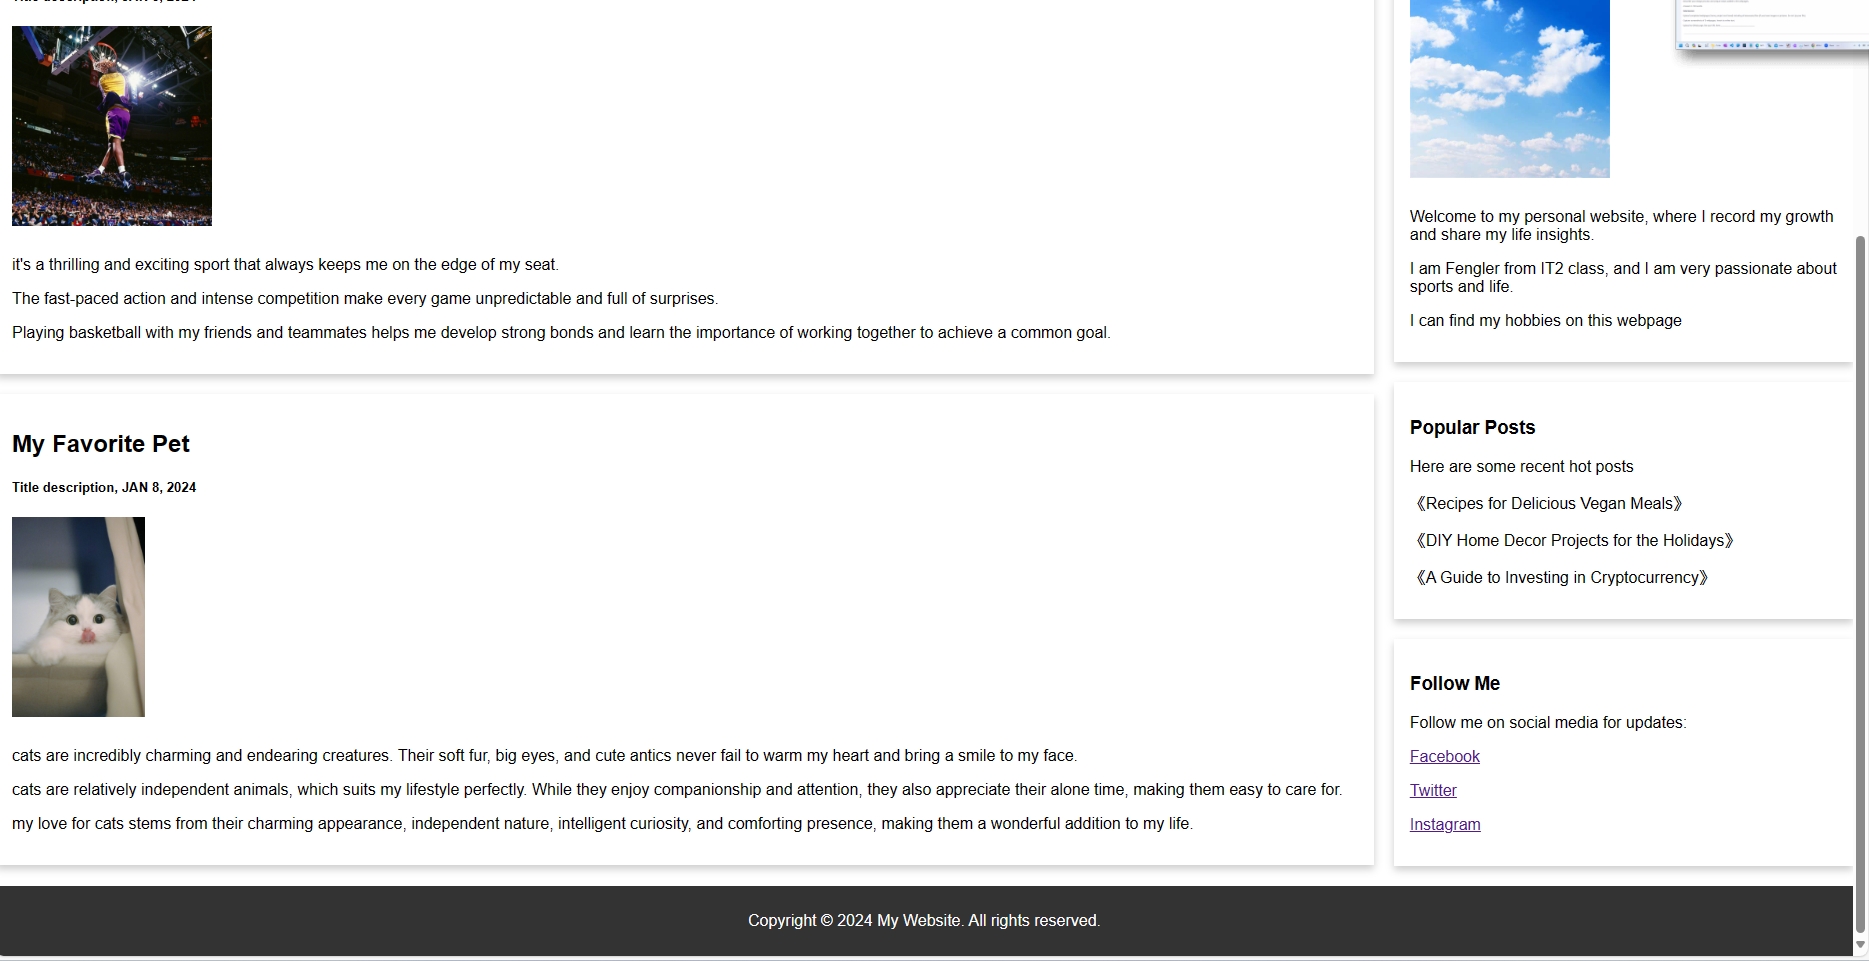 it's a thrilling and exciting sport that always keeps me on the edge of my seat.
The fast-paced action and intense competition make every game unpredictable and full of surprises.
Playing basketball with my friends and teammates helps me develop strong bonds and learn the importance of working together to achieve a common goal.
My Favorite Pet
Title description, JAN 8, 2024
cats are incredibly charming and endearing creatures. Their soft fur, big eyes, and cute antics never fail to warm my heart and bring a smile to my face.
cats are relatively independent animals, which suits my lifestyle perfectly. While they enjoy companionship and attention, they also appreciate their alone time, making them easy to care for.
my love for cats stems from their charming appearance, independent nature, intelligent curiosity, and comforting presence, making them a wonderful addition to my life.
Welcome to my personal website, where I record my growth
and share my life insights.
I am Fengler from IT2 class, and I am very passionate about
sports and life.
I can find my hobbies on this webpage
Popular Posts
Here are some recent hot posts
《Recipes for Delicious Vegan Meals》
《DIY Home Decor Projects for the Holidays》
《A Guide to Investing in Cryptocurrency》
Follow Me
Follow me on social media for updates:
Facebook
Twitter
Instagram
Copyright © 2024 My Website. All rights reserved.